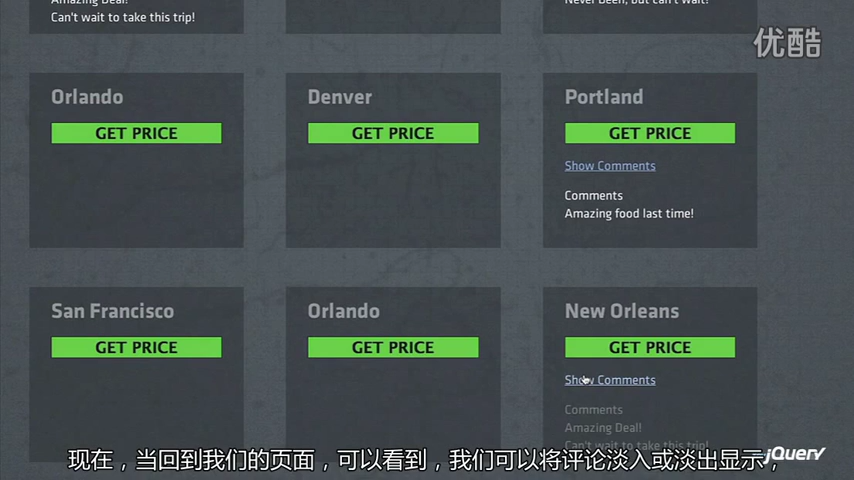 Amazing Deal!
Can't wait to take this trip!
Never Been, but can't wait!
优酷
Orlando
GET PRICE
Denver
GET PRICE
Portland
GET PRICE
Show Comments
Comments
Amazing food last time!
San Francisco
GET PRICE
Orlando
GET PRICE
New Orleans
GET PRICE
Show Comments
Comments
Amazing Deal!
Can't wait to take this trip!
jQuery
现在，当回到我们的页面，可以看到，我们可以将评论淡入或淡出显示，